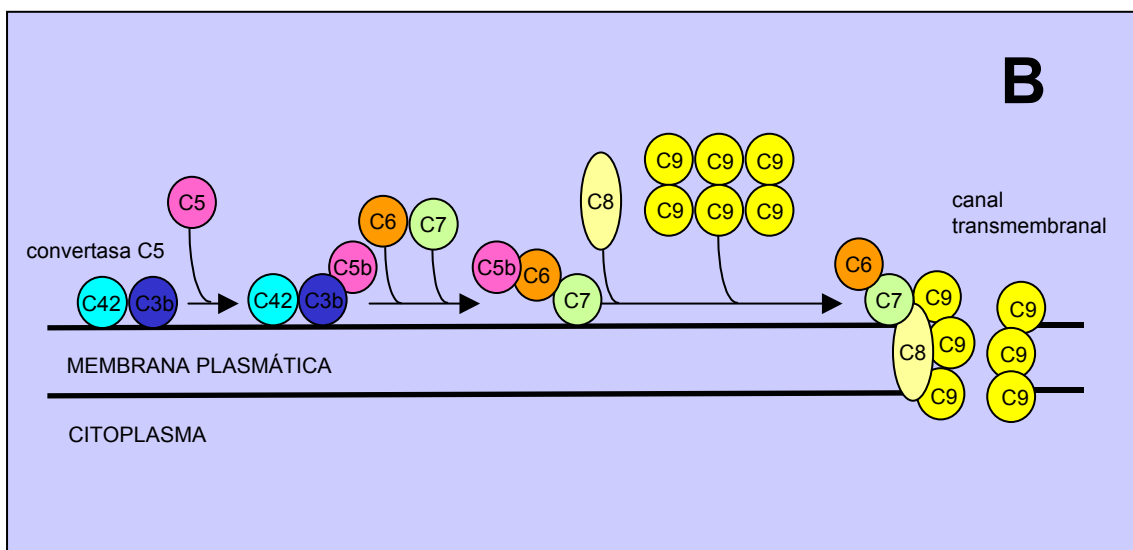 B
C9 C9 C9
C5 C8 C9 C9 C9 canal
transmembranal
C6 C7
convertasa C5
C5b C5b C6 C6
C42 C3b C42 C3b C7 C7 C9 C9
MEMBRANA PLASMÁTICA C8 C9 C9
C9 C9
CITOPLASMA